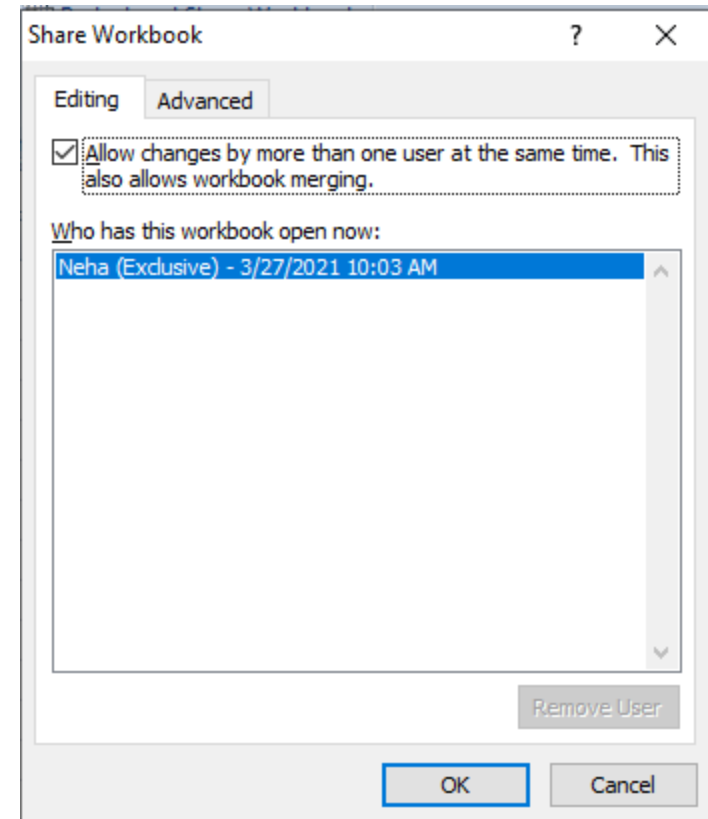 Share Workbook ?
Editing Advanced
Allow changes by more than one user at the same time. This
also allows workbook merging.
Who has this workbook open now:
Neha (Exclusive) - 3/27/2021 10:03 AM
Remove User
OK Cancel